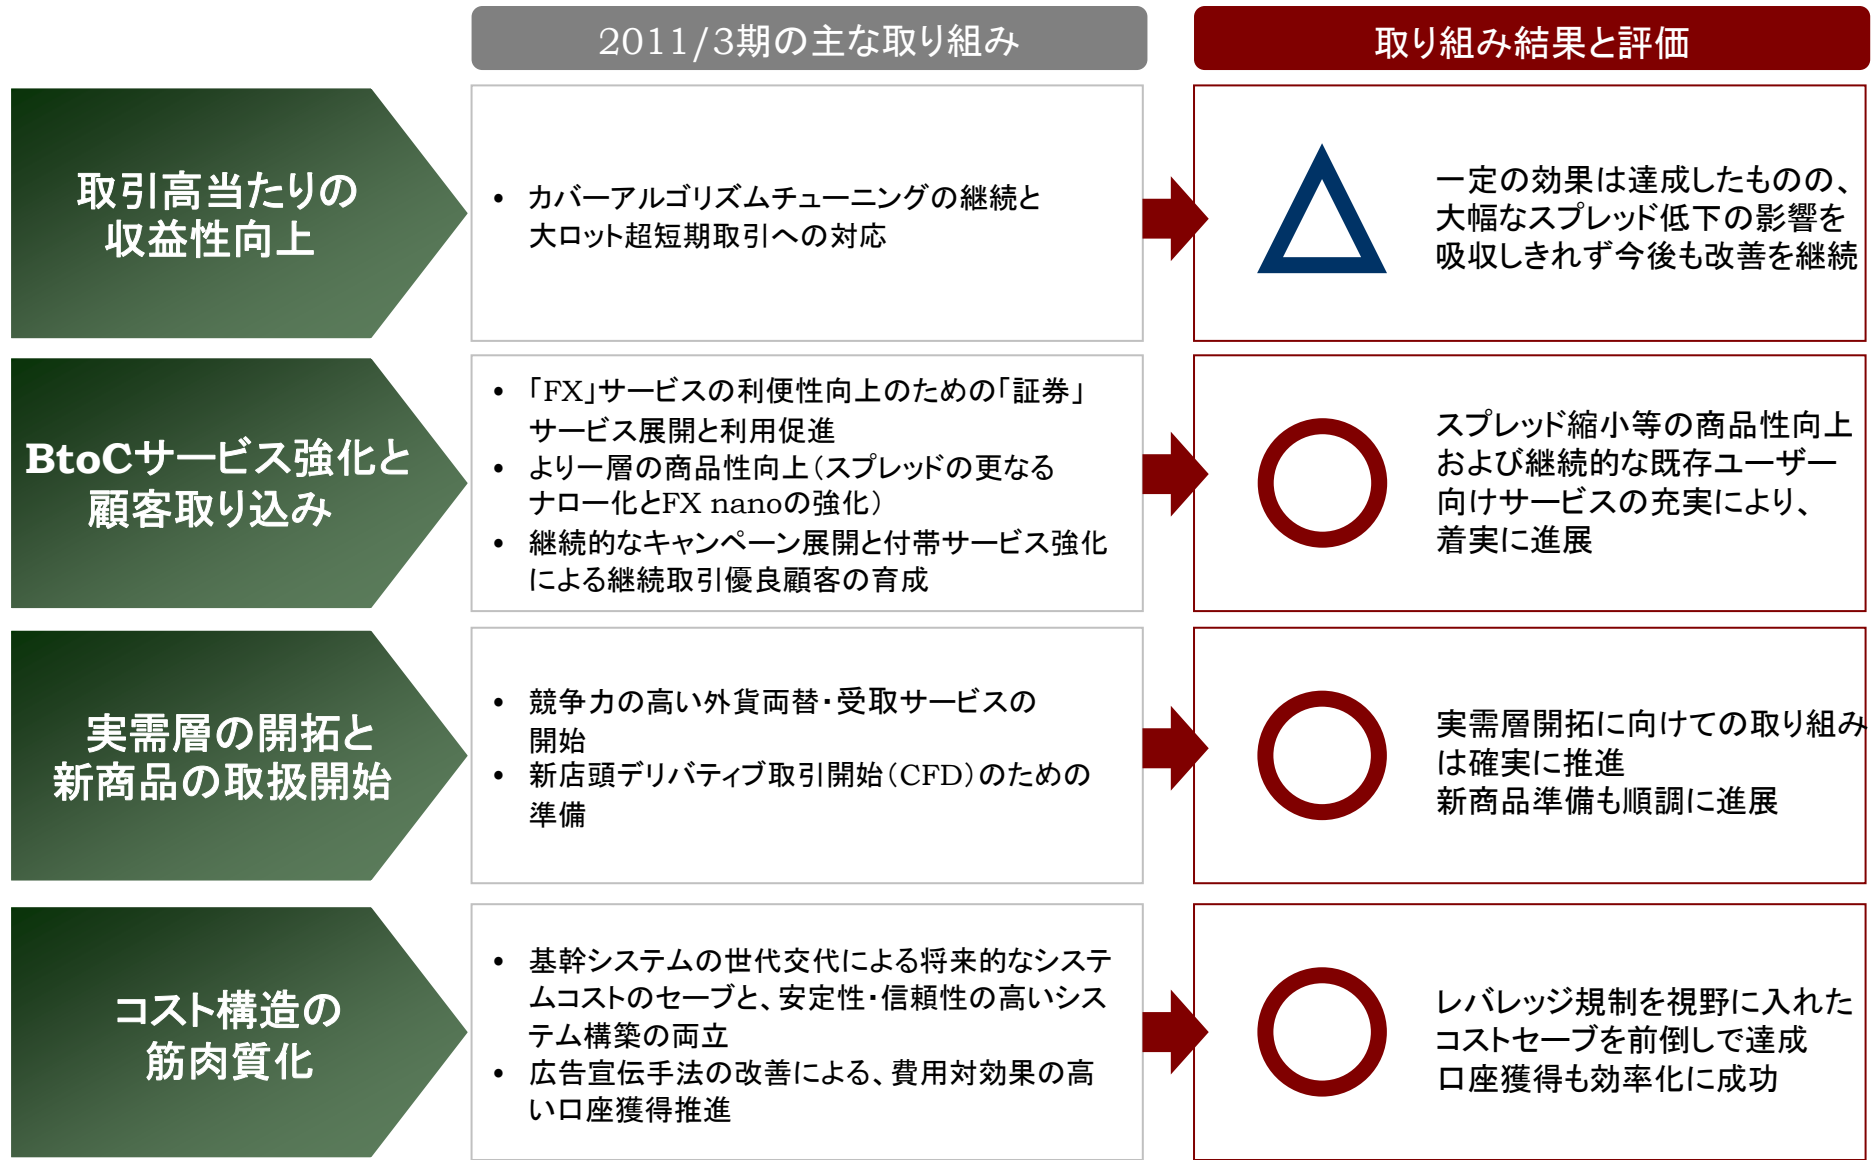 2011/3期の主な取り組み
取り組み結果と評価
取引高当たりの
収益性向上
• カバーアルゴリズムチューニングの継続と
大ロット超短期取引への対応
一定の効果は達成したものの、
大幅なスプレッド低下の影響を
吸収しきれず今後も改善を継続
BtoCサービス強化と
顧客取り込み
• 「FX」サービスの利便性向上のための「証券」
サービス展開と利用促進
• より一層の商品性向上（スプレッドの更なる
ナロー化とFX nanoの強化）
• 継続的なキャンペーン展開と付帯サービス強化
による継続取引優良顧客の育成
スプレッド縮小等の商品性向上
および継続的な既存ユーザー
向けサービスの充実により、
着実に進展
実需層の開拓と
新商品の取扱開始
• 競争力の高い外貨両替・受取サービスの
開始
• 新店頭デリバティブ取引開始（CFD）のための
準備
実需層開拓に向けての取り組み
は確実に推進
新商品準備も順調に進展
コスト構造の
筋肉質化
• 基幹システムの世代交代による将来的なシステ
ムコストのセーブと、安定性・信頼性の高いシス
テム構築の両立
• 広告宣伝手法の改善による、費用対効果の高
い口座獲得推進
レバレッジ規制を視野に入れた
コストセーブを前倒しで達成
口座獲得も効率化に成功